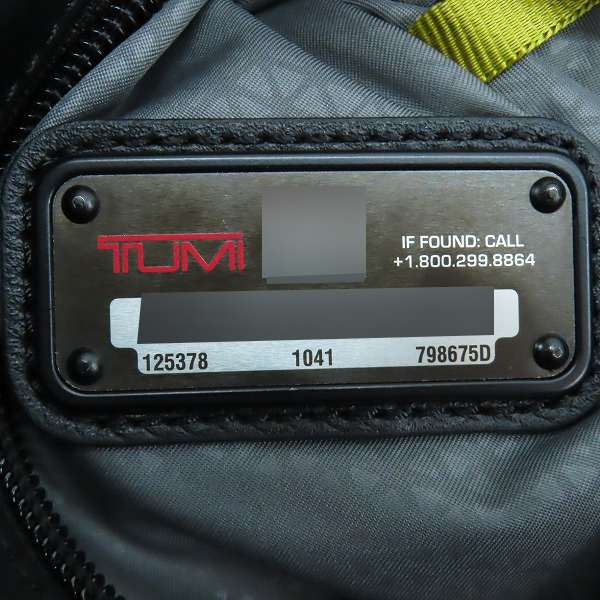 TUMI
IF FOUND: CALL
+1.800.299.8864
125378 1041 798675D